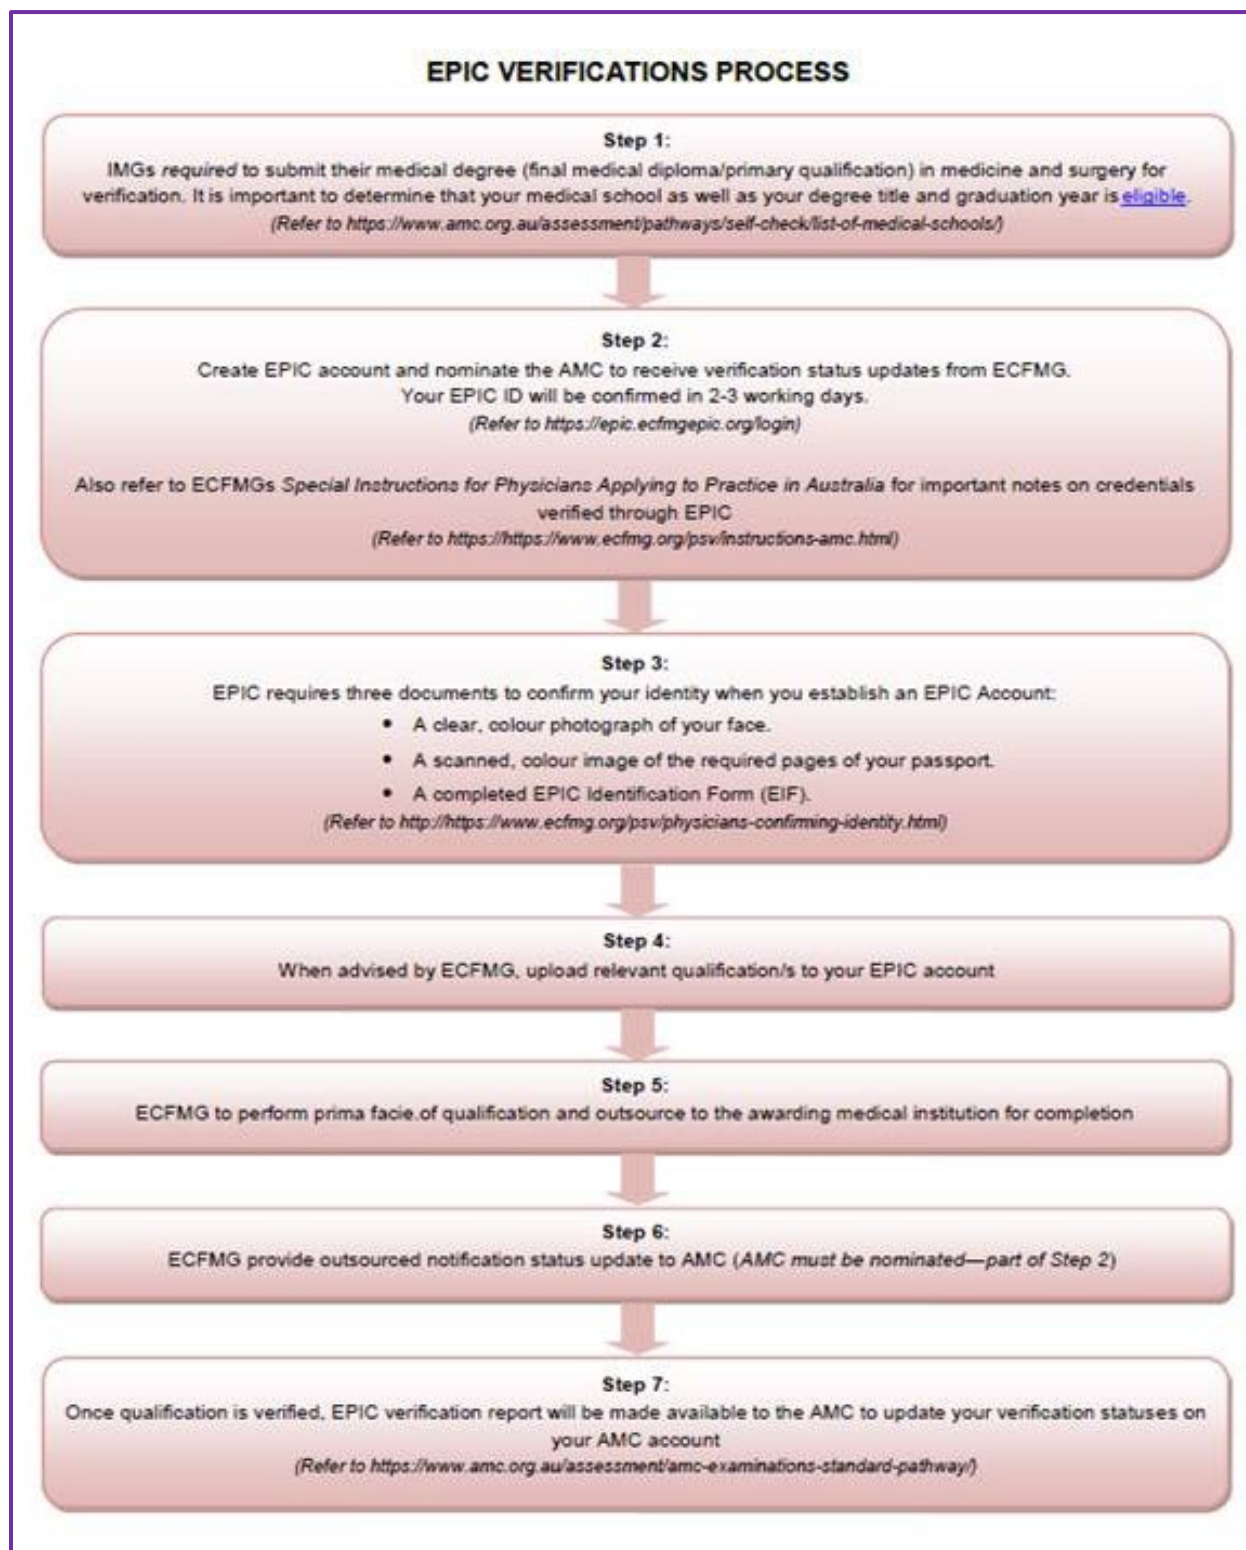 EPIC VERIFICATIONS PROCESS
Step 1:
IMGs required to submit their medical degree (final medical diploma/primary qualification) in medicine and surgery for
verification. It is important to determine that your medical school as well as your degree title and graduation year is eligible.
(Refer to https://www.amc.org.au/assessment/pathways/self-check/list-of-medical-schools/)
Step 2:
Create EPIC account and nominate the AMC to receive verification status updates from ECFMG.
Your EPIC ID will be confirmed in 2-3 working days.
(Refer to https://epic.ecfmgepic.org/login)
Also refer to ECFMGs Special Instructions for Physicians Applying to Practice in Australia for important notes on credentials
verified through EPIC
(Refer to https://https://www.ecfmg.org/psv/instructions-amc.html)
Step 3:
EPIC requires three documents to confirm your identity when you establish an EPIC Account:
• A clear, colour photograph of your face.
• A scanned, colour image of the required pages of your passport.
• A completed EPIC Identification Form (EIF).
(Refer to http://https://www.ecfmg.org/psv/physicians-confirming-identity.html)
Step 4:
When advised by ECFMG, upload relevant qualification/s to your EPIC account
Step 5:
ECFMG to perform prima facie.of qualification and outsource to the awarding medical institution for completion
Step 6:
ECFMG provide outsourced notification status update to AMC (AMC must be nominated—part of Step 2)
Step 7:
Once qualification is verified, EPIC verification report will be made available to the AMC to update your verification statuses on
your AMC account
(Refer to https://www.amc.org.au/assessment/amc-examinations-standard-pathway/)